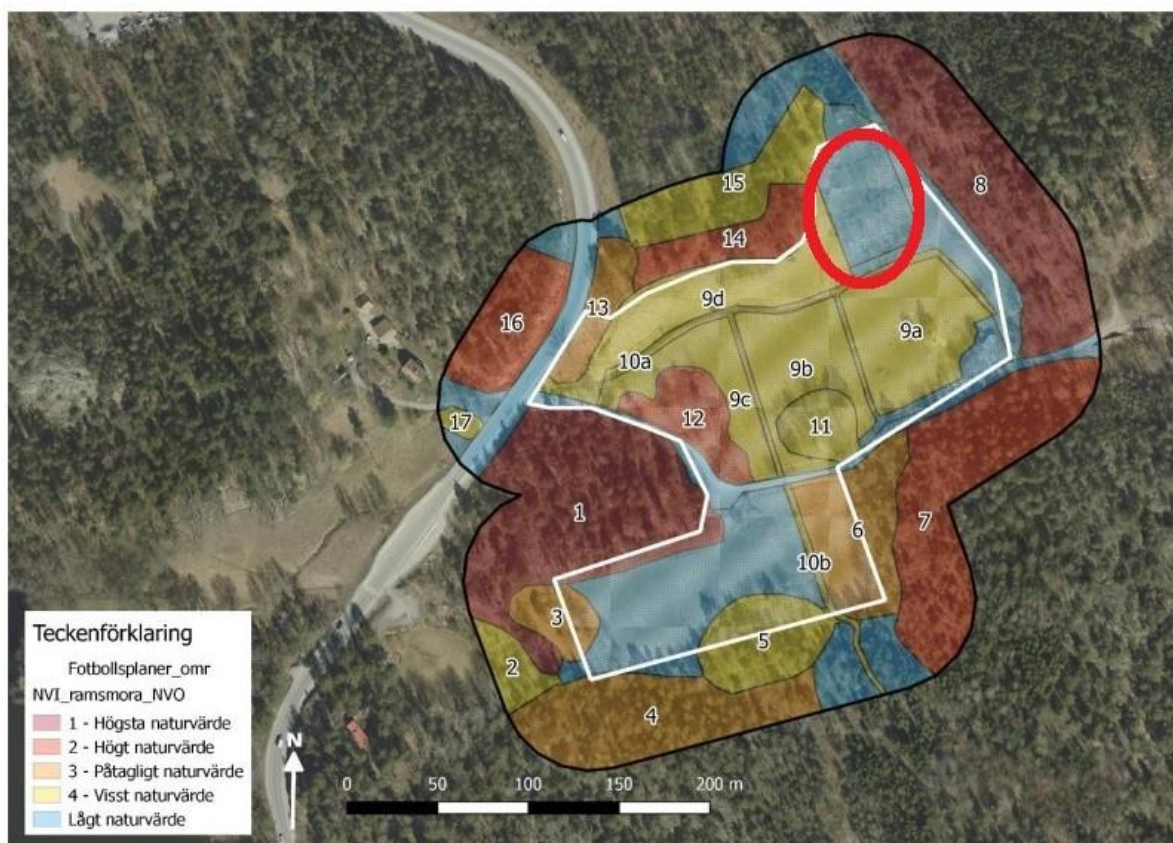 8
15
14
13
9d
16
9a
10a
9b
9c
12
11
17
1
6
7
10b
3
5
2
4
Teckenförklaring
Fotbollsplaner_omr
NVI_ramsmora_NVO
1 - Högsta naturvärde
2 - Högt naturvärde
3 - Påtagligt naturvärde
4 - Visst naturvärde
Lågt naturvärde
N
0 50 100 150 200 m